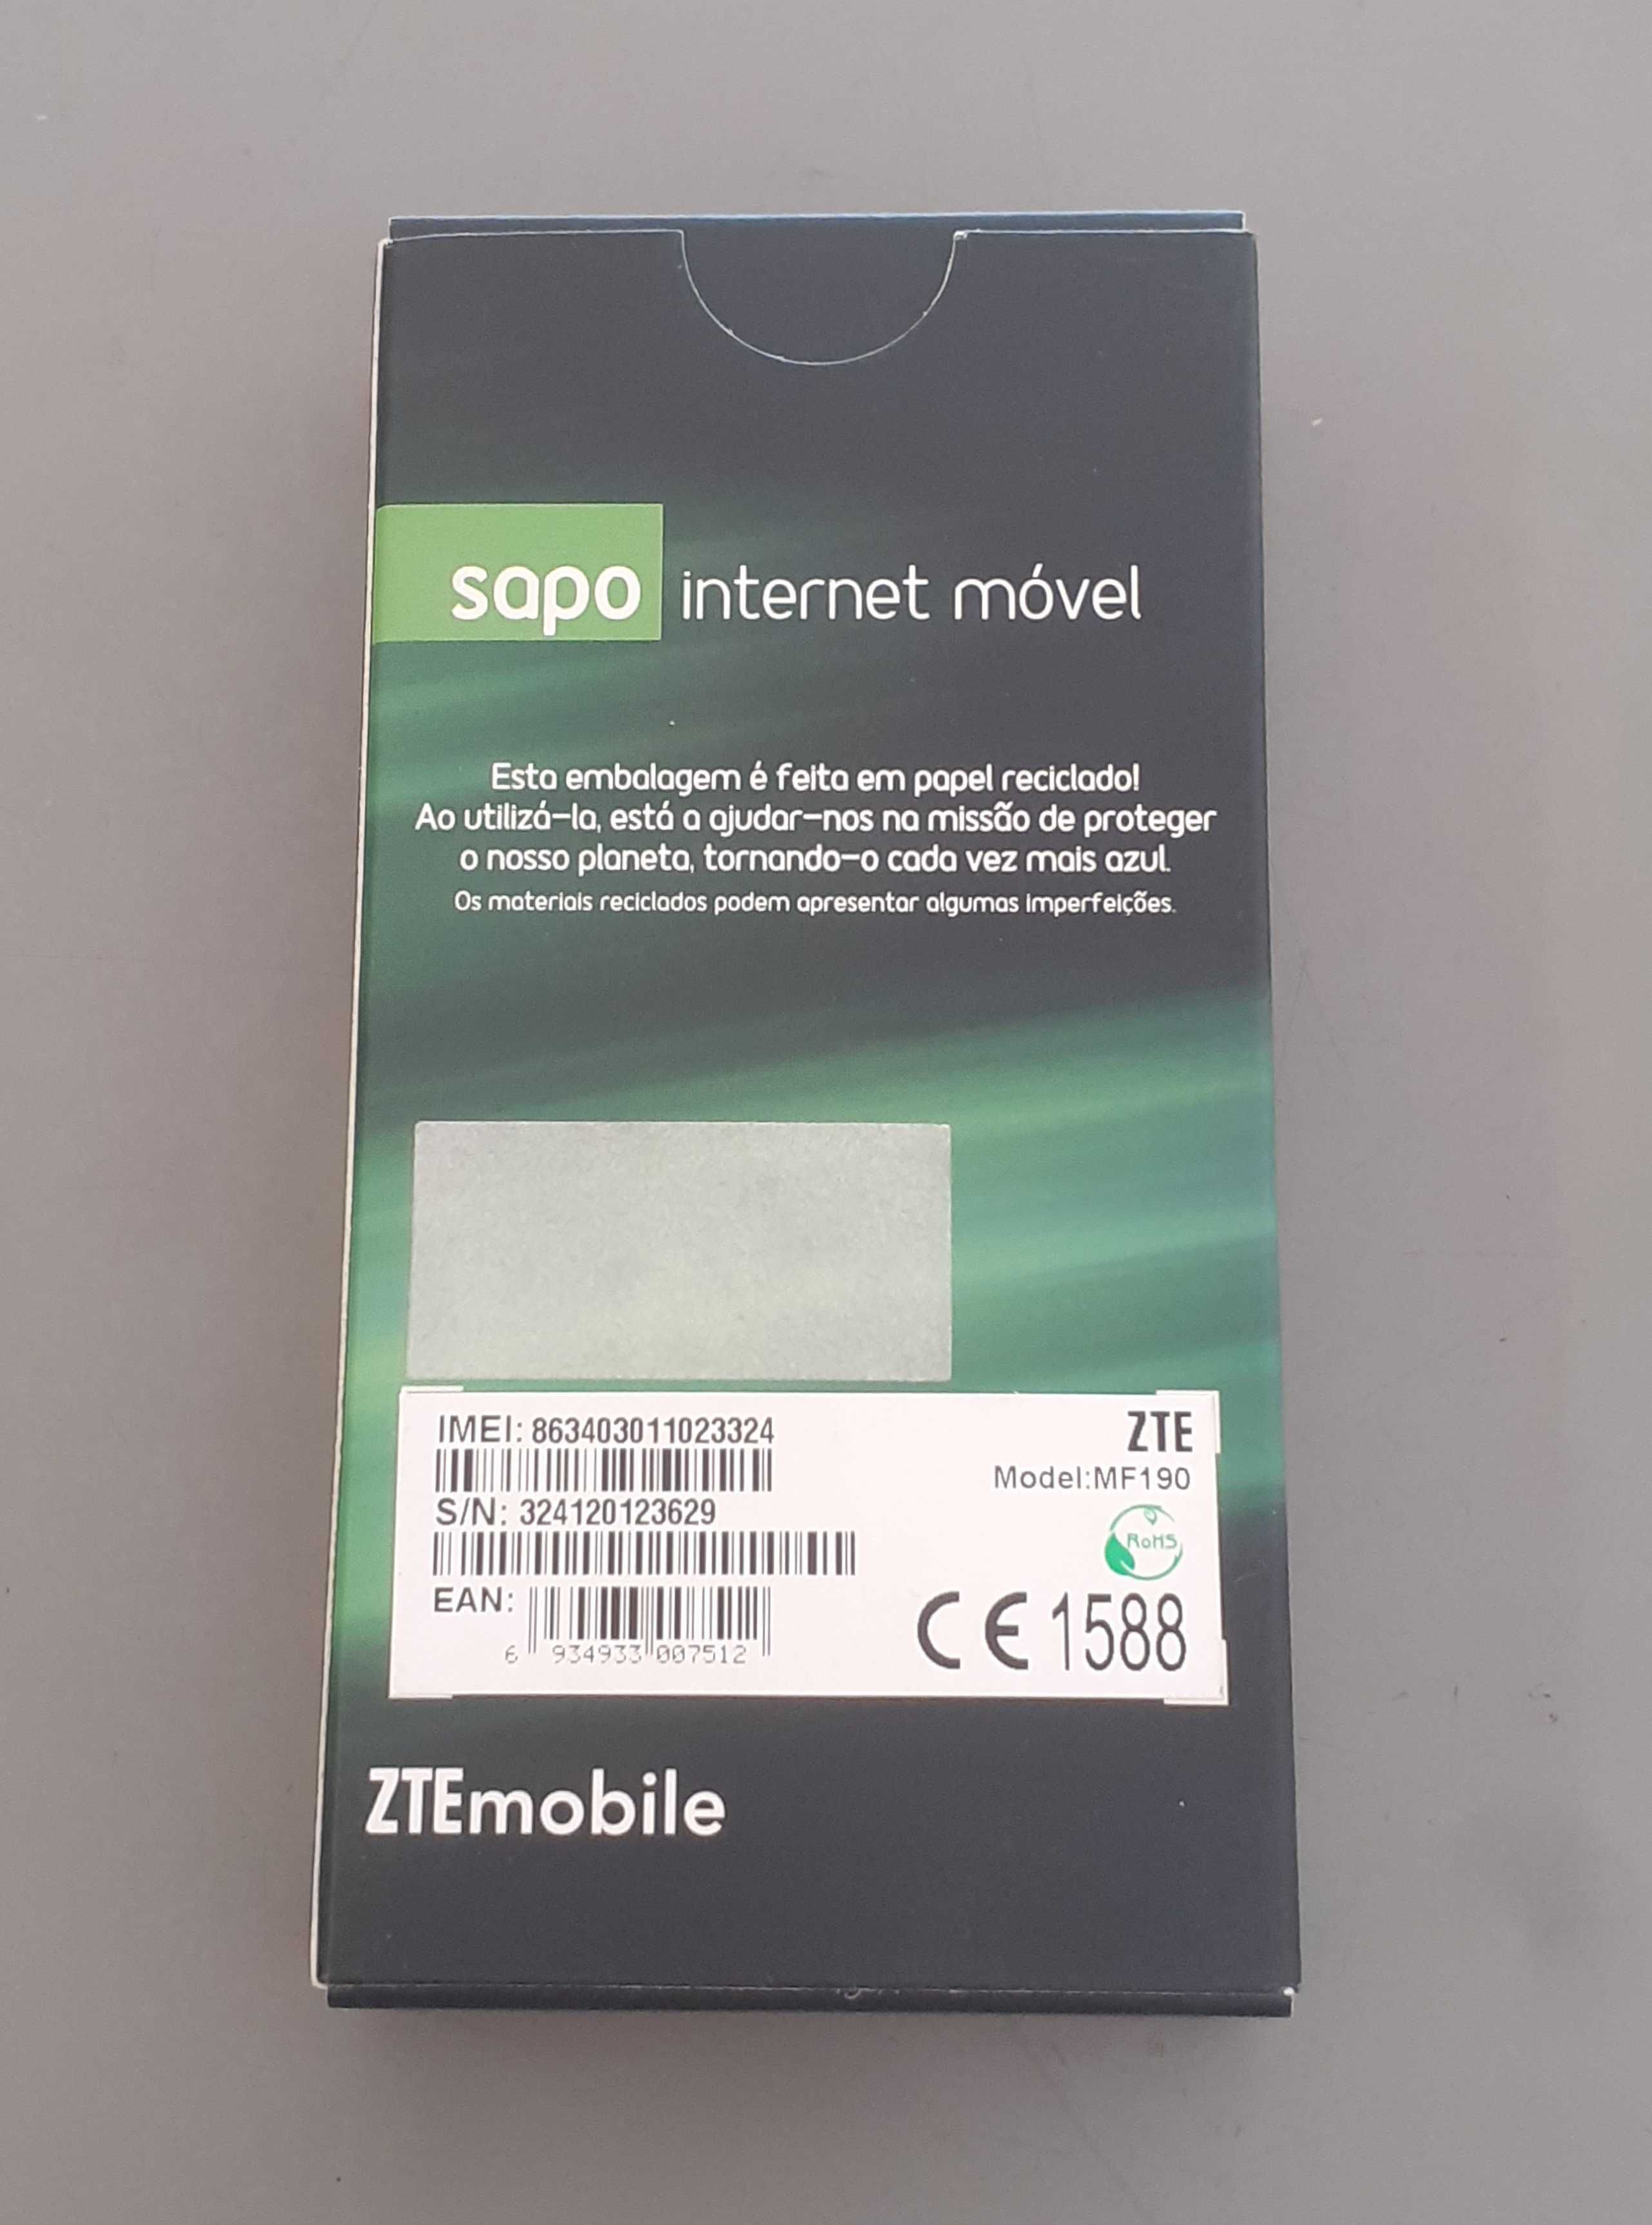 sapo internet móvel
Esta embalagem é feita em papel reciclado!
Ao utilizá-la, está a ajudar-nos na missão de proteger
o nosso planeta, tornando-o cada vez mais azul.
Os materiais reciclados podem apresentar algumas imperfeições.
IMEI: 863403011023324
S/N: 324120123629
EAN:
6 934933 007512
ZTE
Model:MF190
RoHS
CE 1588
ZTEmobile